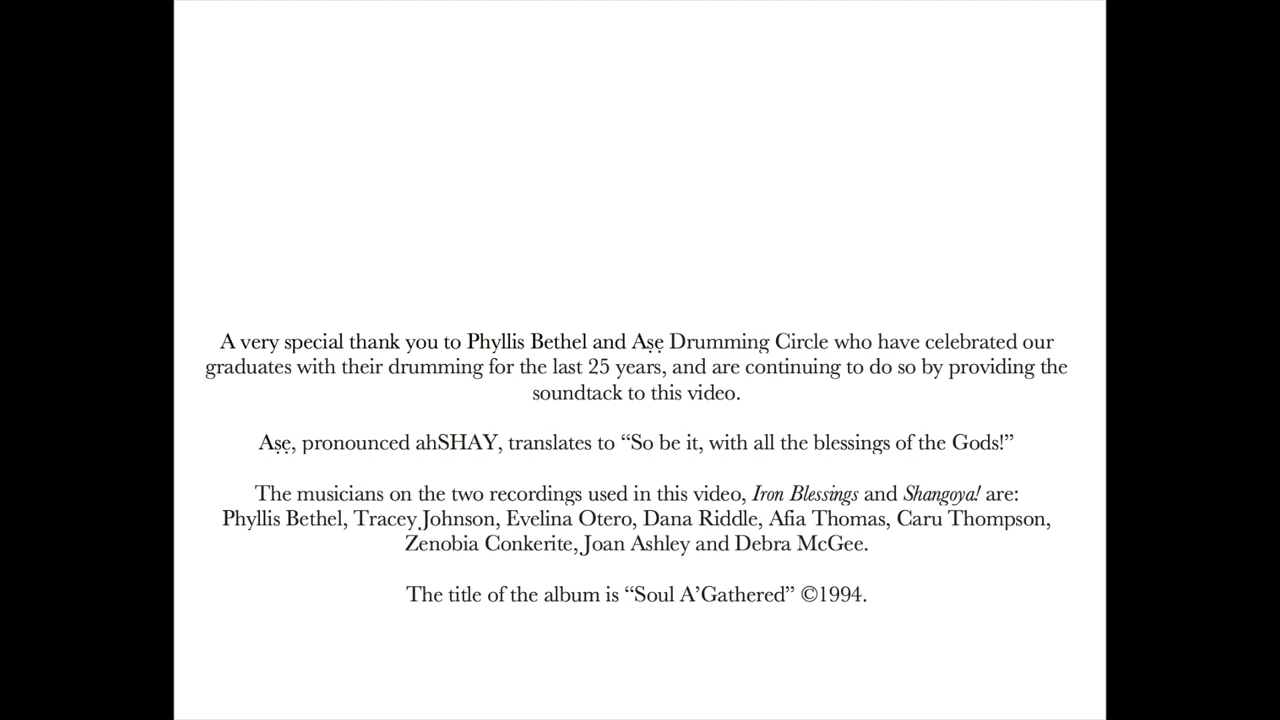 A very special thank you to Phyllis Bethel and Aṣẹ Drumming Circle who have celebrated our
graduates with their drumming for the last 25 years, and are continuing to do so by providing the
soundtack to this video.
Aṣẹ, pronounced ahSHAY, translates to “So be it, with all the blessings of the Gods!”
The musicians on the two recordings used in this video, Iron Blessings and Shangoya! are:
Phyllis Bethel, Tracey Johnson, Evelina Otero, Dana Riddle, Afia Thomas, Caru Thompson,
Zenobia Conkerite, Joan Ashley and Debra McGee.
The title of the album is “Soul A’Gathered” ©1994.